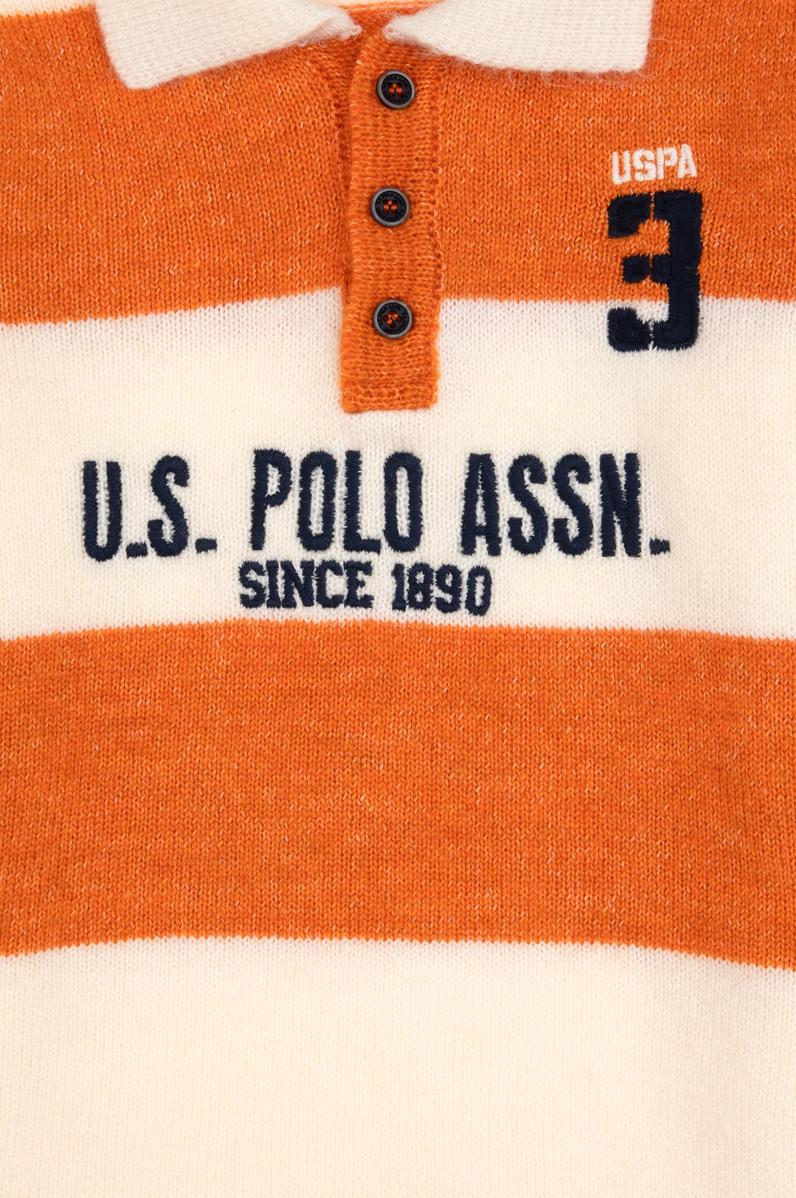 USPA
3
U.S. POLO ASSN.
SINCE 1890